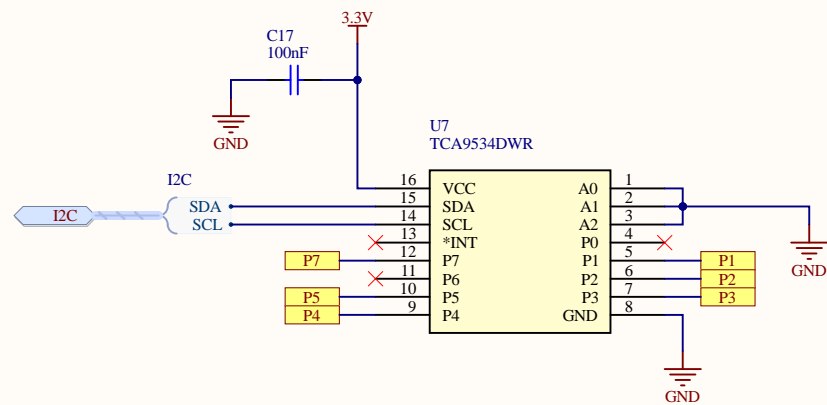 3.3V
C17
100nF
GND
U7
TCA9534DWR
I2C
I2C
SDA
SCL
16 VCC A0 1
15 SDA A1 2
14 SCL A2 3
13 *INT P0 4
P7 12 P7 P1 5 P1
11 P6 P2 6 P2
P5 10 P5 P3 7 P3
P4 9 P4 GND 8
GND
GND